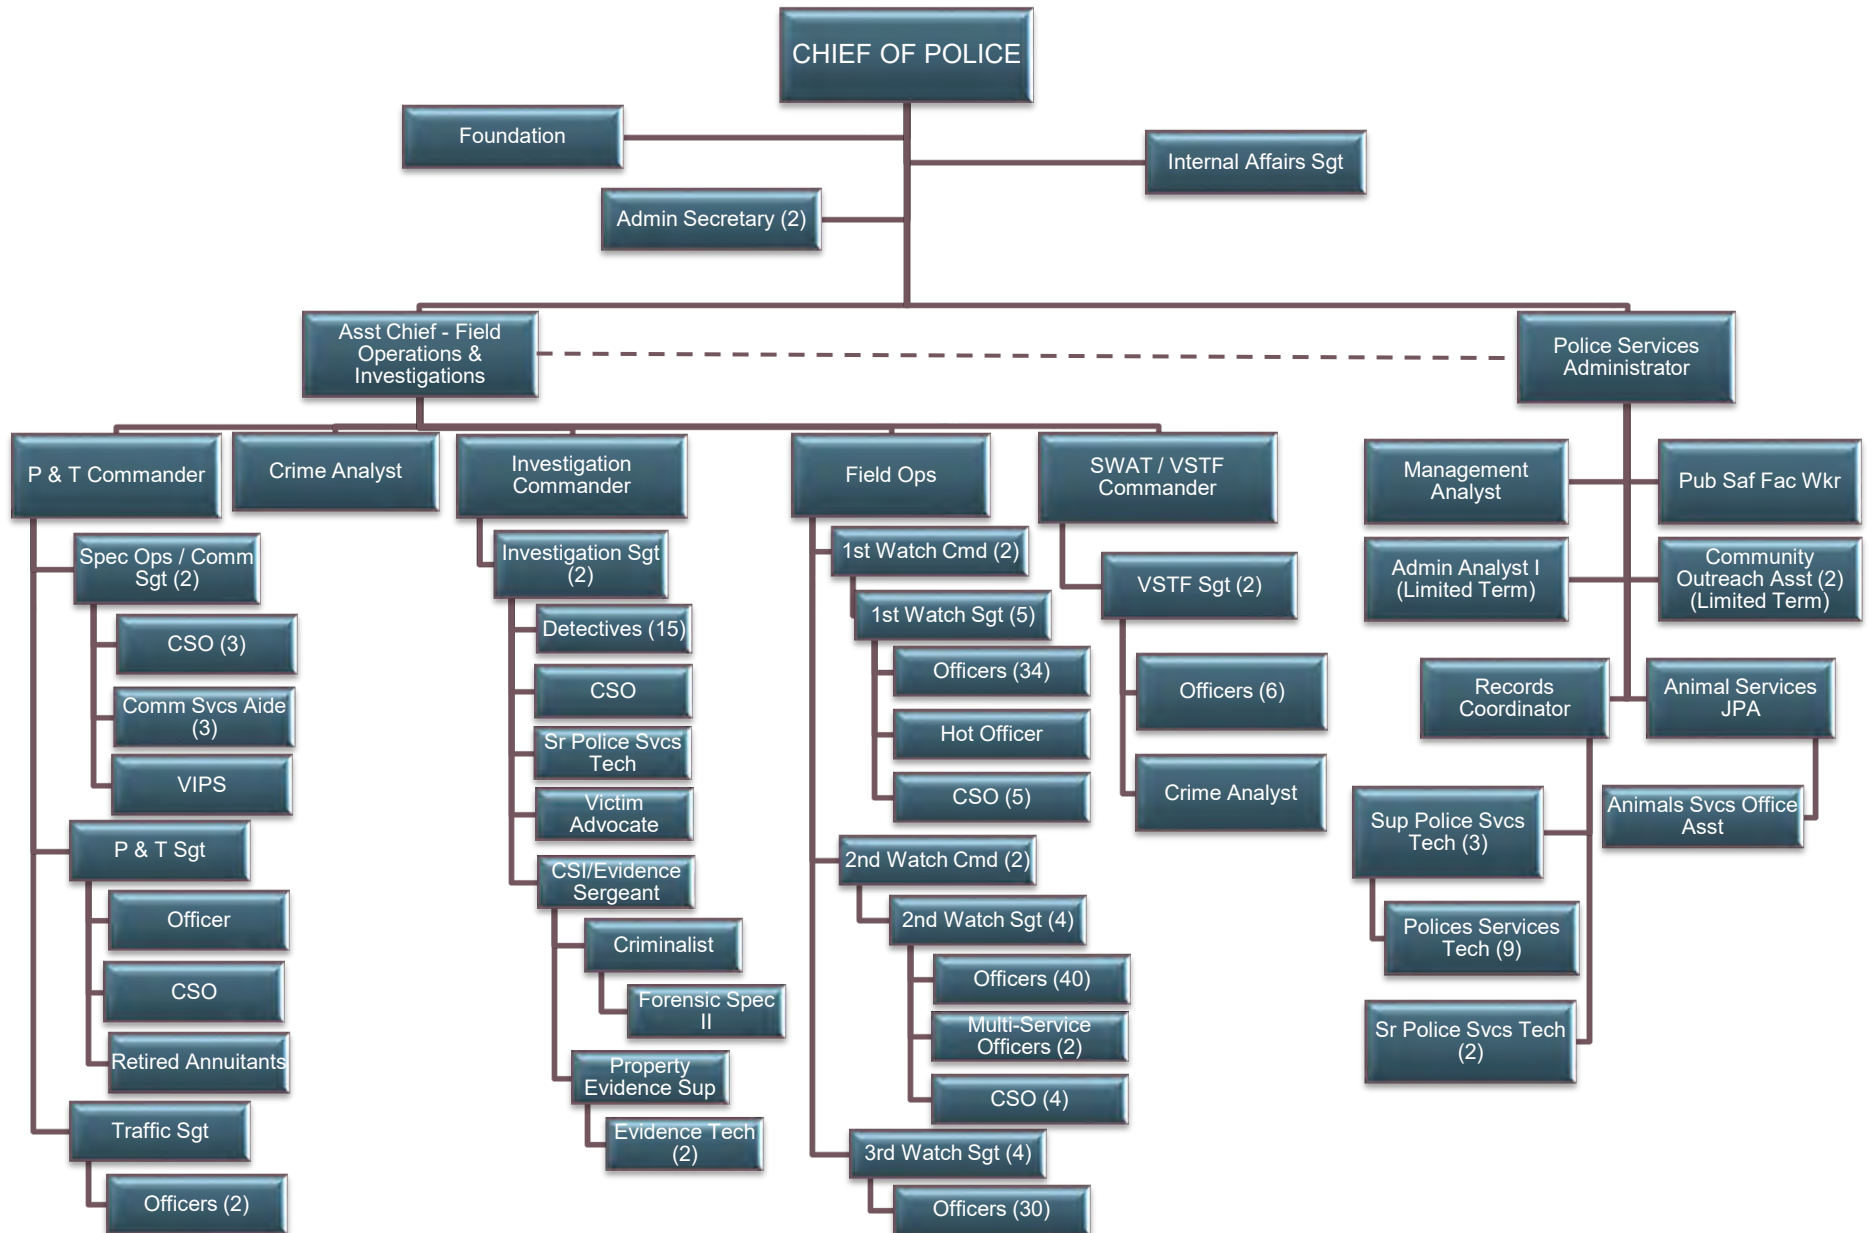 CHIEF OF POLICE
Foundation
Internal Affairs Sgt
Admin Secretary (2)
Asst Chief - Field
Operations &
Investigations
Police Services
Administrator
P & T Commander
Crime Analyst
Investigation
Commander
Field Ops
SWAT / VSTF
Commander
Management
Analyst
Pub Saf Fac Wkr
Admin Analyst I
(Limited Term)
Community
Outreach Asst (2)
(Limited Term)
Spec Ops / Comm
Sgt (2)
CSO (3)
Comm Svcs Aide
(3)
VIPS
P & T Sgt
Officer
CSO
Retired Annuitants
Traffic Sgt
Officers (2)
Investigation Sgt
(2)
Detectives (15)
CSO
Sr Police Svcs
Tech
Victim
Advocate
CSI/Evidence
Sergeant
Criminalist
Forensic Spec
II
Property
Evidence Sup
Evidence Tech
(2)
1st Watch Cmd (2)
1st Watch Sgt (5)
Officers (34)
Hot Officer
CSO (5)
2nd Watch Cmd (2)
2nd Watch Sgt (4)
Officers (40)
Multi-Service
Officers (2)
CSO (4)
3rd Watch Sgt (4)
Officers (30)
VSTF Sgt (2)
Officers (6)
Crime Analyst
Records
Coordinator
Animal Services
JPA
Sup Police Svcs
Tech (3)
Polices Services
Tech (9)
Sr Police Svcs Tech
(2)
Animals Svcs Office
Asst